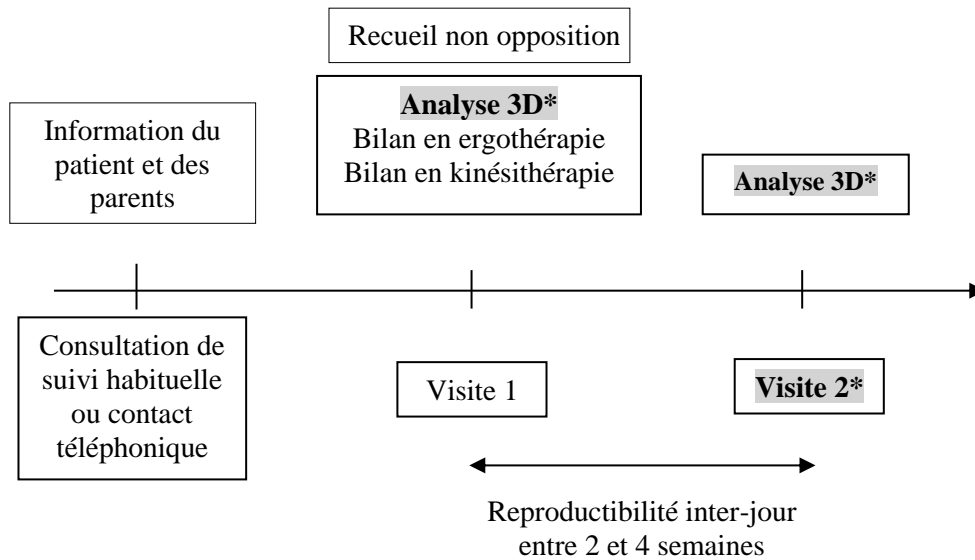 Recueil non opposition
Information du
patient et des
parents
Analyse 3D*
Bilan en ergothérapie
Bilan en kinésithérapie
Analyse 3D*
Consultation de
suivi habituelle
ou contact
téléphonique
Visite 1
Visite 2*
Reproductibilité inter-jour
entre 2 et 4 semaines